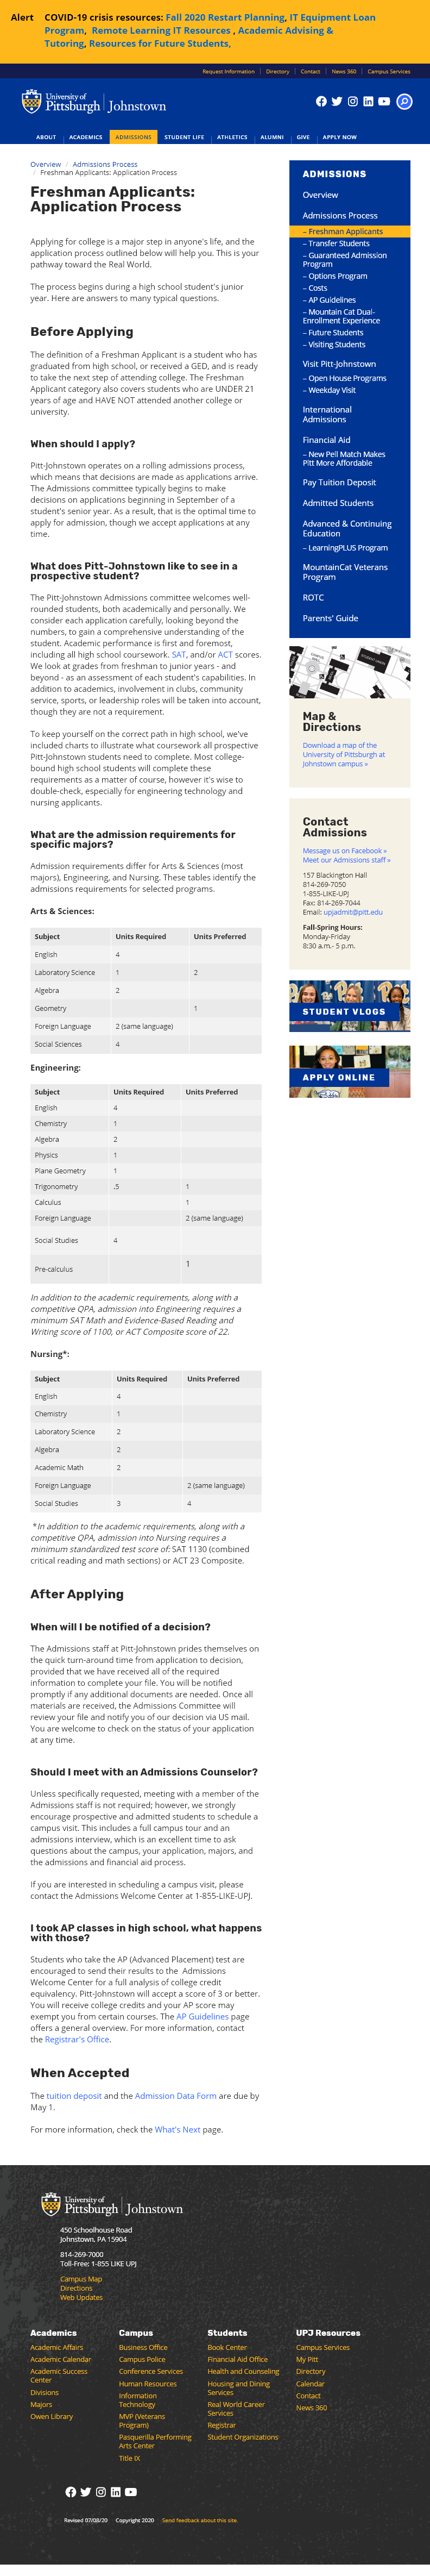 Alert
COVID-19 crisis resources: Fall 2020 Restart Planning, IT Equipment Loan
Program,  Remote Learning IT Resources , Academic Advising &
Tutoring, Resources for Future Students,
Request Information
Directory
Contact
News 360
Campus Services
University of
Pittsburgh
Johnstown
ABOUT
ACADEMICS
ADMISSIONS
STUDENT LIFE
ATHLETICS
ALUMNI
GIVE
APPLY NOW
Overview / Admissions Process
/ Freshman Applicants: Application Process
Freshman Applicants:
Application Process
Applying for college is a major step in anyone's life, and the
application process outlined below will help you. This is your
pathway toward the Real World.
The process begins during a high school student's junior
year. Here are answers to many typical questions.
Before Applying
The definition of a Freshman Applicant is a student who has
graduated from high school, or received a GED, and is ready
to take the next step of attending college. The Freshman
Applicant category also covers students who are UNDER 21
years of age and HAVE NOT attended another college or
university.
When should I apply?
Pitt-Johnstown operates on a rolling admissions process,
which means that decisions are made as applications arrive.
The Admissions Committee typically begins to make
decisions on applications beginning in September of a
student's senior year. As a result, that is the optimal time to
apply for admission, though we accept applications at any
time.
What does Pitt-Johnstown like to see in a
prospective student?
The Pitt-Johnstown Admissions committee welcomes well-
rounded students, both academically and personally. We
consider each application carefully, looking beyond the
numbers, to gain a comprehensive understanding of the
student. Academic performance is first and foremost,
including all high school coursework. SAT, and/or ACT scores.
We look at grades from freshman to junior years - and
beyond - as an assessment of each student's capabilities. In
addition to academics, involvement in clubs, community
service, sports, or leadership roles will be taken into account,
though they are not a requirement.
To keep yourself on the correct path in high school, we've
included charts to illustrate what coursework all prospective
Pitt-Johnstown students need to complete. Most college-
bound high school students will complete these
requirements as a matter of course, however it's wise to
double-check, especially for engineering technology and
nursing applicants.
What are the admission requirements for
specific majors?
Admission requirements differ for Arts & Sciences (most
majors), Engineering, and Nursing. These tables identify the
admissions requirements for selected programs.
Arts & Sciences:
Subject Units Required Units Preferred
English 4
Laboratory Science 1 2
Algebra 2
Geometry 1
Foreign Language 2 (same language)
Social Sciences 4
Engineering:
Subject Units Required Units Preferred
English 4
Chemistry 1
Algebra 2
Physics 1
Plane Geometry 1
Trigonometry .5 1
Calculus 1
Foreign Language 2 (same language)
Social Studies 4
Pre-calculus 1
In addition to the academic requirements, along with a
competitive QPA, admission into Engineering requires a
minimum SAT Math and Evidence-Based Reading and
Writing score of 1100, or ACT Composite score of 22.
Nursing*:
Subject Units Required Units Preferred
English 4
Chemistry 1
Laboratory Science 2
Algebra 2
Academic Math 2
Foreign Language 2 (same language)
Social Studies 3 4
*In addition to the academic requirements, along with a
competitive QPA, admission into Nursing requires a
minimum standardized test score of: SAT 1130 (combined
critical reading and math sections) or ACT 23 Composite.
After Applying
When will I be notified of a decision?
The Admissions staff at Pitt-Johnstown prides themselves on
the quick turn-around time from application to decision,
provided that we have received all of the required
information to complete your file. You will be notified
promptly if any additional documents are needed. Once all
materials are received, the Admissions Committee will
review your file and notify you of our decision via US mail.
You are welcome to check on the status of your application
at any time.
Should I meet with an Admissions Counselor?
Unless specifically requested, meeting with a member of the
Admissions staff is not required; however, we strongly
encourage prospective and admitted students to schedule a
campus visit. This includes a full campus tour and an
admissions interview, which is an excellent time to ask
questions about the campus, your application, majors, and
the admissions and financial aid process.
If you are interested in scheduling a campus visit, please
contact the Admissions Welcome Center at 1-855-LIKE-UPJ.
I took AP classes in high school, what happens
with those?
Students who take the AP (Advanced Placement) test are
encouraged to send their results to the  Admissions
Welcome Center for a full analysis of college credit
equivalency. Pitt-Johnstown will accept a score of 3 or better.
You will receive college credits and your AP score may
exempt you from certain courses. The AP Guidelines page
offers a general overview. For more information, contact
the Registrar's Office.
When Accepted
The tuition deposit and the Admission Data Form are due by
May 1.
For more information, check the What's Next page.
ADMISSIONS
Overview
Admissions Process
– Freshman Applicants
– Transfer Students
– Guaranteed Admission
Program
– Options Program
– Costs
– AP Guidelines
– Mountain Cat Dual-
Enrollment Experience
– Future Students
– Visiting Students
Visit Pitt-Johnstown
– Open House Programs
– Weekday Visit
International
Admissions
Financial Aid
– New Pell Match Makes
Pitt More Affordable
Pay Tuition Deposit
Admitted Students
Advanced & Continuing
Education
– LearningPLUS Program
MountainCat Veterans
Program
ROTC
Parents' Guide
Map &
Directions
Download a map of the
University of Pittsburgh at
Johnstown campus »
Contact
Admissions
Message us on Facebook »
Meet our Admissions staff »
157 Blackington Hall
814-269-7050
1-855-LIKE-UPJ
Fax: 814-269-7044
Email: upjadmit@pitt.edu
Fall-Spring Hours:
Monday-Friday
8:30 a.m.- 5 p.m.
STUDENT VLOGS
APPLY ONLINE
University of
Pittsburgh
Johnstown
450 Schoolhouse Road
Johnstown, PA 15904
814-269-7000
Toll-Free: 1-855 LIKE UPJ
Campus Map
Directions
Web Updates
Academics
Academic Affairs
Academic Calendar
Academic Success
Center
Divisions
Majors
Owen Library
Campus
Business Office
Campus Police
Conference Services
Human Resources
Information
Technology
MVP (Veterans
Program)
Pasquerilla Performing
Arts Center
Title IX
Students
Book Center
Financial Aid Office
Health and Counseling
Housing and Dining
Services
Real World Career
Services
Registrar
Student Organizations
UPJ Resources
Campus Services
My Pitt
Directory
Calendar
Contact
News 360
Revised 07/08/20
Copyright 2020
Send feedback about this site.